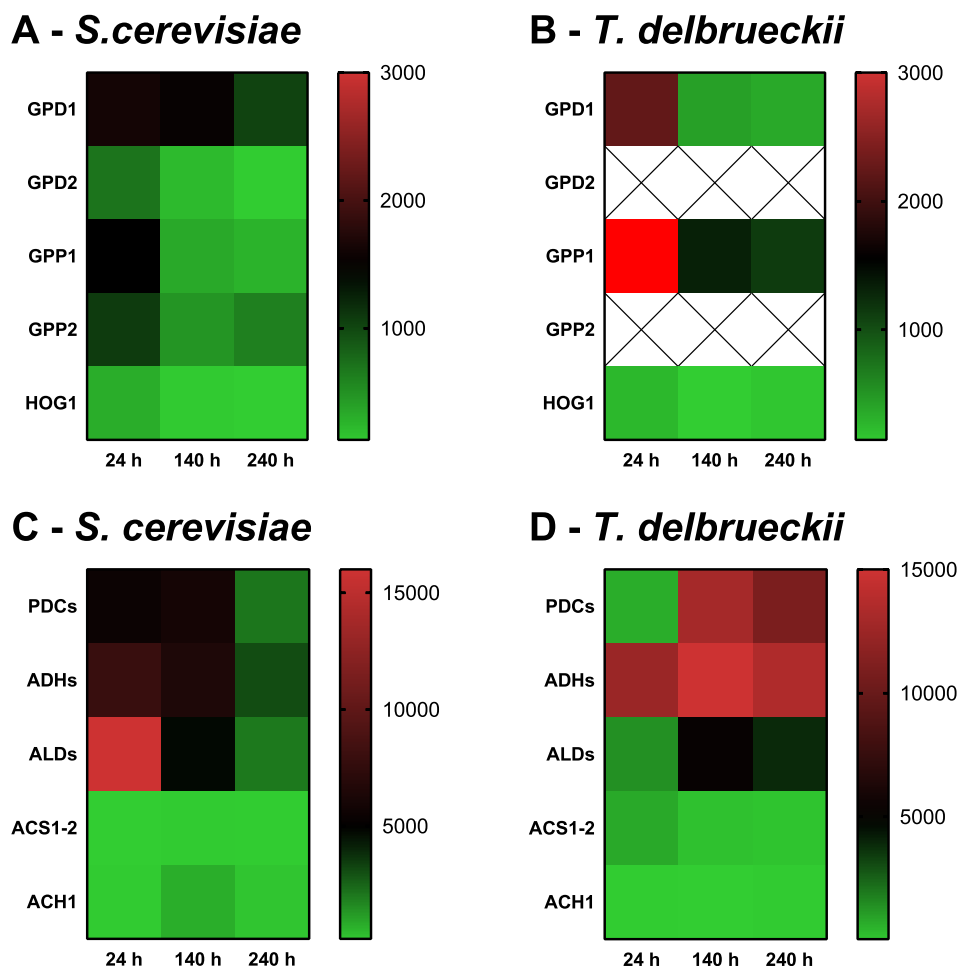 A - S.cerevisiae
GPD1
GPD2
GPP1
GPP2
HOG1
24 h 140 h 240 h
3000
2000
1000
B - T. delbrueckii
GPD1
GPD2
GPP1
GPP2
HOG1
24 h 140 h 240 h
3000
2000
1000
C - S. cerevisiae
PDCs
ADHs
ALDs
ACS1-2
ACH1
24 h 140 h 240 h
15000
10000
5000
D - T. delbrueckii
PDCs
ADHs
ALDs
ACS1-2
ACH1
24 h 140 h 240 h
15000
10000
5000